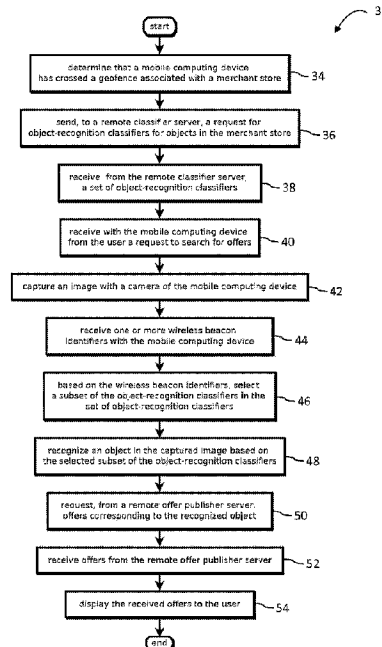 3
start
determine that a mobile computing device
has crossed a geofence associated with a merchant store
34
send, to a remote classifier server, a request for
object-recognition classifiers for objects in the merchant store
36
receive from the remote classifier server,
a set of object-recognition classifiers
38
receive with the mobile computing device
from the user a request to search for offers
40
capture an image with a camera of the mobile computing device
42
receive one or more wireless beacon
identifiers with the mobile computing device
44
based on the wireless beacon identifiers, select
a subset of the object-recognition classifiers in the
set of object-recognition classifiers
46
recognize an object in the captured image based on
the selected subset of the object-recognition classifiers
48
request, from a remote offer publisher server,
offers corresponding to the recognized object
50
receive offers from the remote offer publisher server
52
display the received offers to the user
54
end